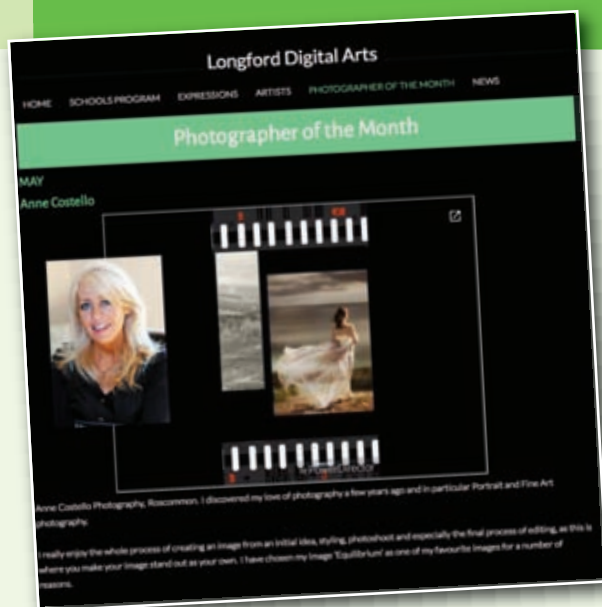 Longford Digital Arts
HOME SCHOOLS PROGRAM EXPRESSIONS ARTISTS PHOTOGRAPHER OF THE MONTH NEWS
Photographer of the Month
MAY
Anne Costello
PowerDirector
Anne Costello Photography, Roscommon. I discovered my love of photography a few years ago and in particular Portrait and Fine Art
photography.
I really enjoy the whole process of creating an image from an initial idea, styling, photoshoot and especially the final process of editing, as this is
where you make your image stand out as your own. I have chosen my image 'Equilibrium' as one of my favourite images for a number of
reasons.